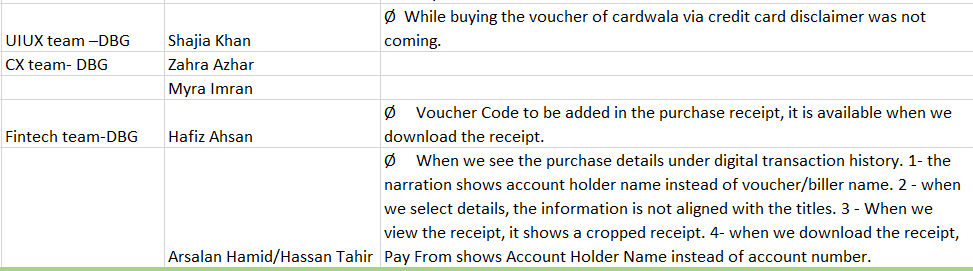 Ø While buying the voucher of cardwala via credit card disclaimer was not
UIUX team –DBG Shajia Khan coming.
CX team- DBG Zahra Azhar
Myra Imran
Ø Voucher Code to be added in the purchase receipt, it is available when we
Fintech team-DBG Hafiz Ahsan download the receipt.
Ø When we see the purchase details under digital transaction history. 1- the
narration shows account holder name instead of voucher/biller name. 2 - when
we select details, the information is not aligned with the titles. 3 - When we
view the receipt, it shows a cropped receipt. 4- when we download the receipt,
Arsalan Hamid/Hassan Tahir Pay From shows Account Holder Name instead of account number.